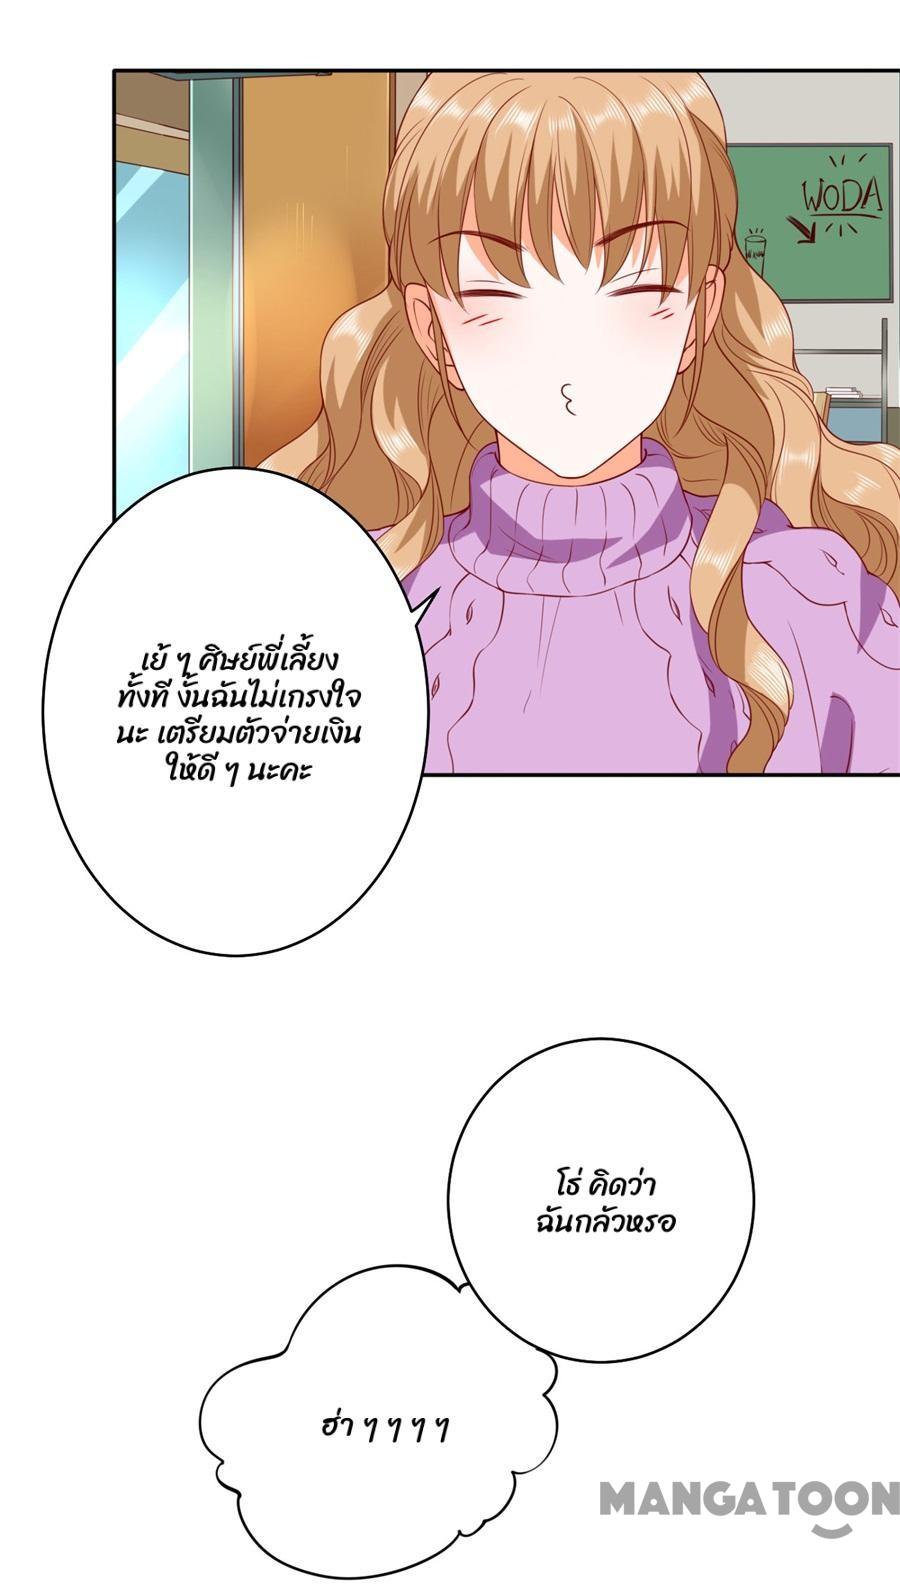 WODA
เย้ ๆ ศิษย์พี่เลี้ยง
ทั้งที งั้นฉันไม่เกรงใจ
นะ เตรียมตัวจ่ายเงิน
ให้ดี ๆ นะคะ
โธ่ คิดว่า
ฉันกลัวหรอ
ฮ่า ๆ ๆ ๆ ๆ
MANGATOON